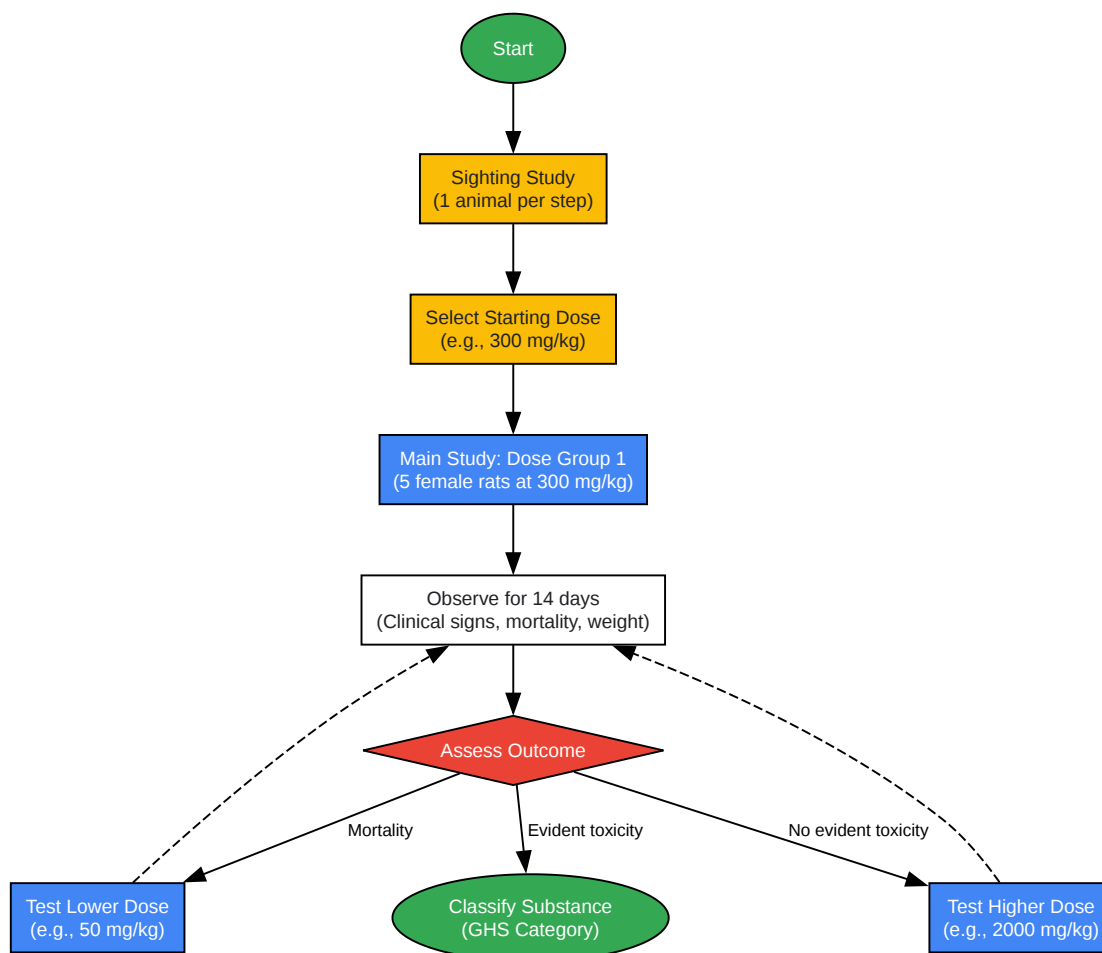 Start
Sighting Study
(1 animal per step)
Select Starting Dose
(e.g., 300 mg/kg)
Main Study: Dose Group 1
(5 female rats at 300 mg/kg)
Observe for 14 days
(Clinical signs, mortality, weight)
Assess Outcome
Mortality
Evident toxicity
No evident toxicity
Test Lower Dose
(e.g., 50 mg/kg)
Classify Substance
(GHS Category)
Test Higher Dose
(e.g., 2000 mg/kg)